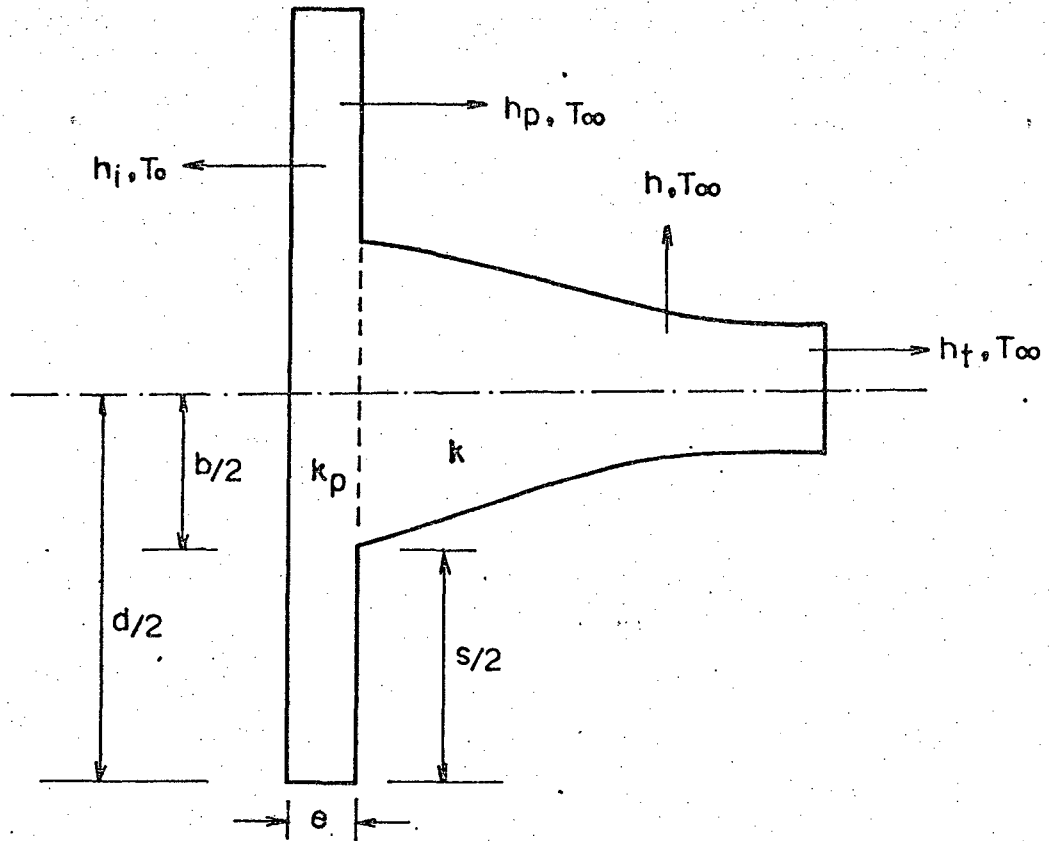 hp, T∞
hi, To
h, T∞
ht, T∞
b/2
kp
k
d/2
s/2
e